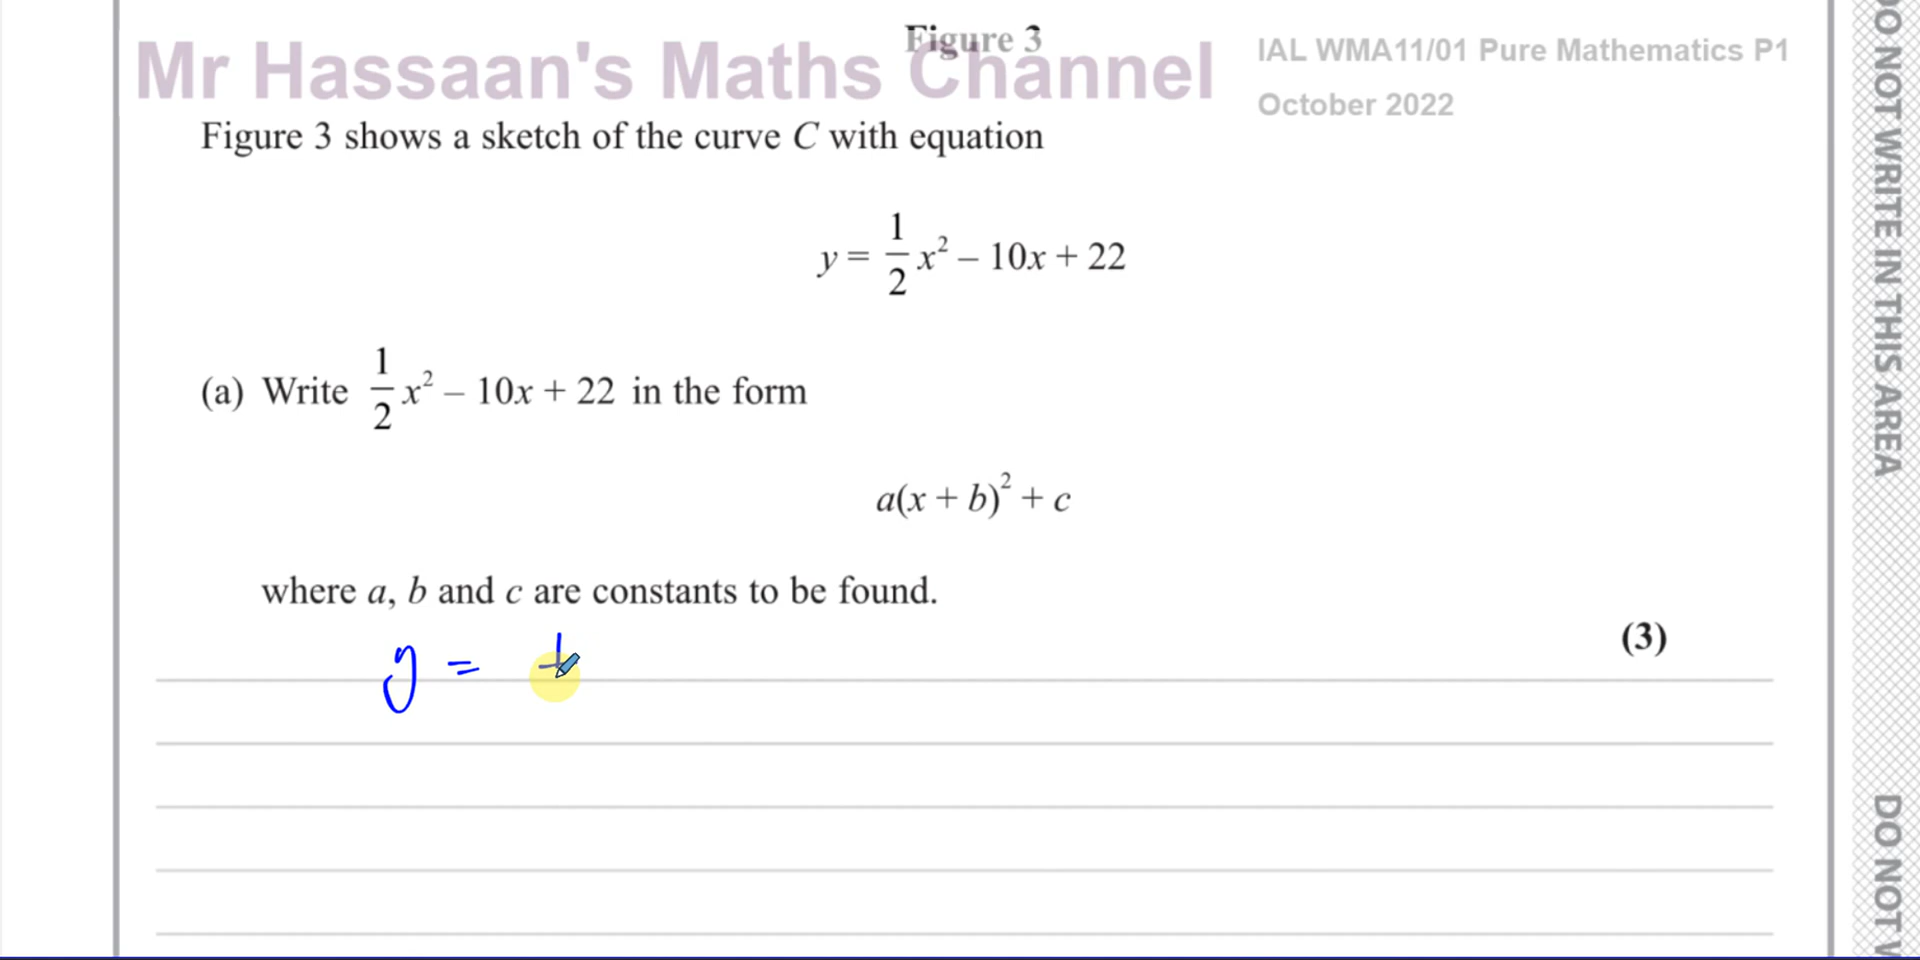 Figure 3
Mr Hassaan's Maths Channel
IAL WMA11/01 Pure Mathematics P1
October 2022
Figure 3 shows a sketch of the curve C with equation
y = 1/2 x² – 10x + 22
(a) Write 1/2 x² – 10x + 22 in the form
a(x + b)² + c
where a, b and c are constants to be found.
(3)
y =
DO NOT WRITE IN THIS AREA
DO NOT